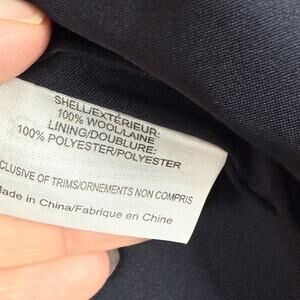 SHELL/EXTÉRIEUR:
100% WOOL/LAINE
LINING/DOUBLURE:
100% POLYESTER/POLYESTER
CLUSIVE OF TRIMS/ORNEMENTS NON COMPRIS
Made in China/Fabrique en Chine